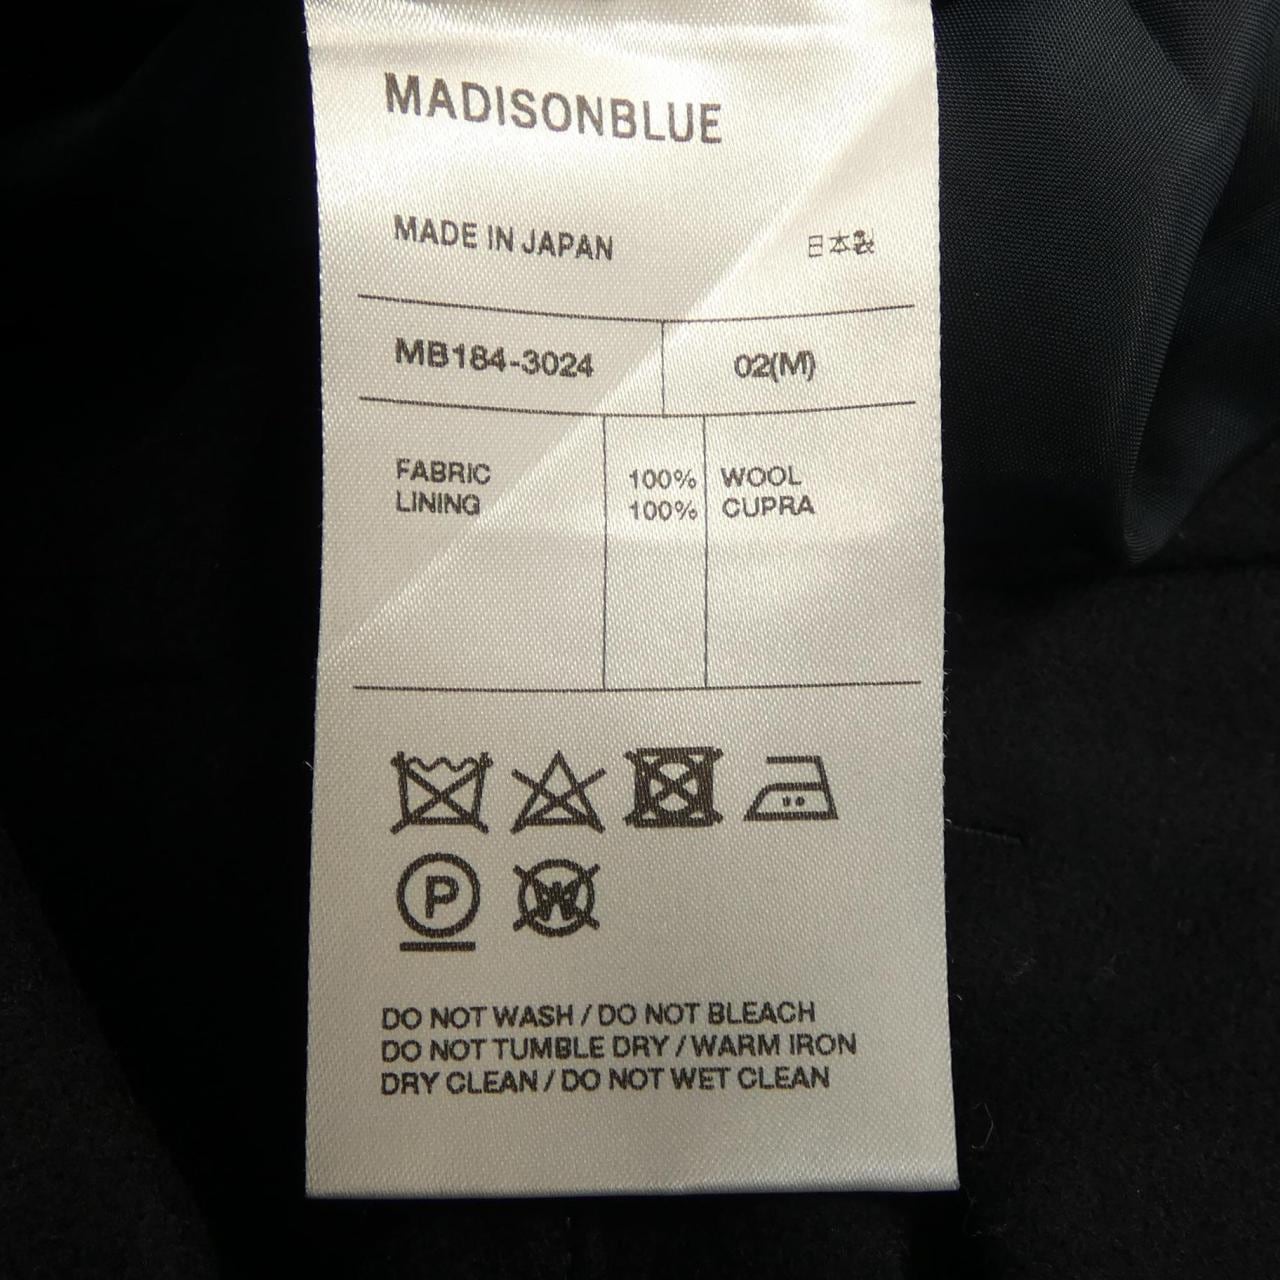 MADISONBLUE
MADE IN JAPAN 日本製
MB184-3024 02(M)
FABRIC 100% WOOL
LINING 100% CUPRA
P
W
DO NOT WASH / DO NOT BLEACH
DO NOT TUMBLE DRY / WARM IRON
DRY CLEAN / DO NOT WET CLEAN